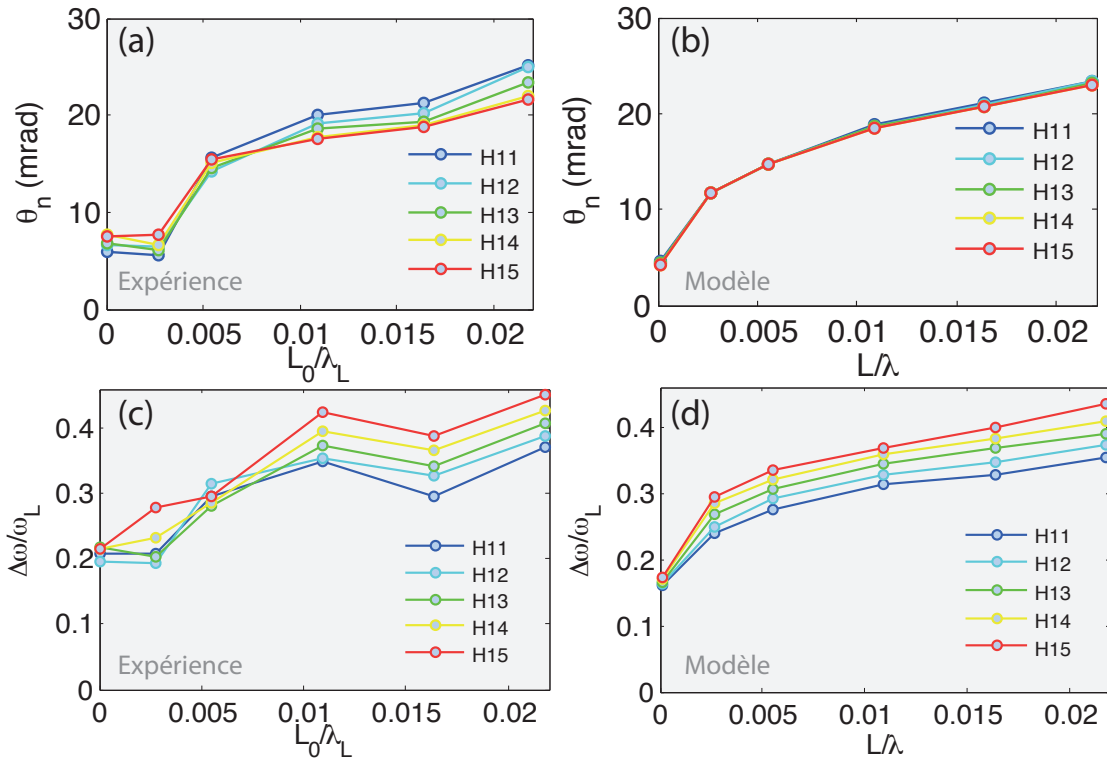 (a)
30
20
10
0
θn (mrad)
H11
H12
H13
H14
H15
Expérience
0 0.005 0.01 0.015 0.02
L0/λL
(b)
30
20
10
0
θn (mrad)
H11
H12
H13
H14
H15
Modèle
0 0.005 0.01 0.015 0.02
L/λ
(c)
0.4
0.3
0.2
0.1
0
Δω/ωL
H11
H12
H13
H14
H15
Expérience
0 0.005 0.01 0.015 0.02
L0/λL
(d)
0.4
0.3
0.2
0.1
0
Δω/ωL
H11
H12
H13
H14
H15
Modèle
0 0.005 0.01 0.015 0.02
L/λ